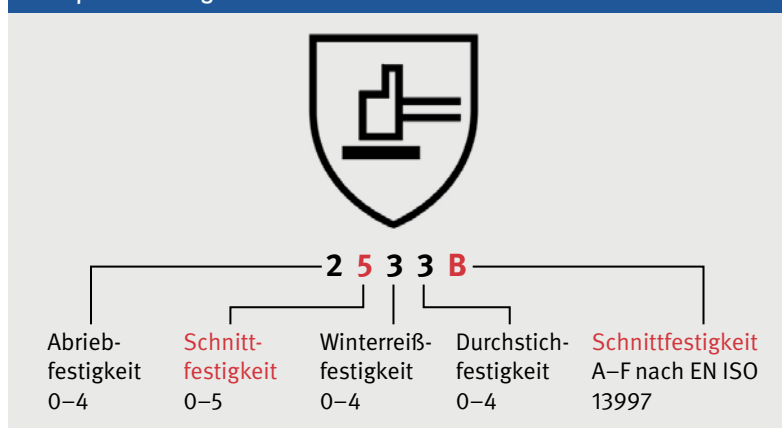 2 5 3 3 B
Abrieb-
festigkeit
0–4
Schnitt-
festigkeit
0–5
Winterreiß-
festigkeit
0–4
Durchstich-
festigkeit
0–4
Schnittfestigkeit
A–F nach EN ISO
13997